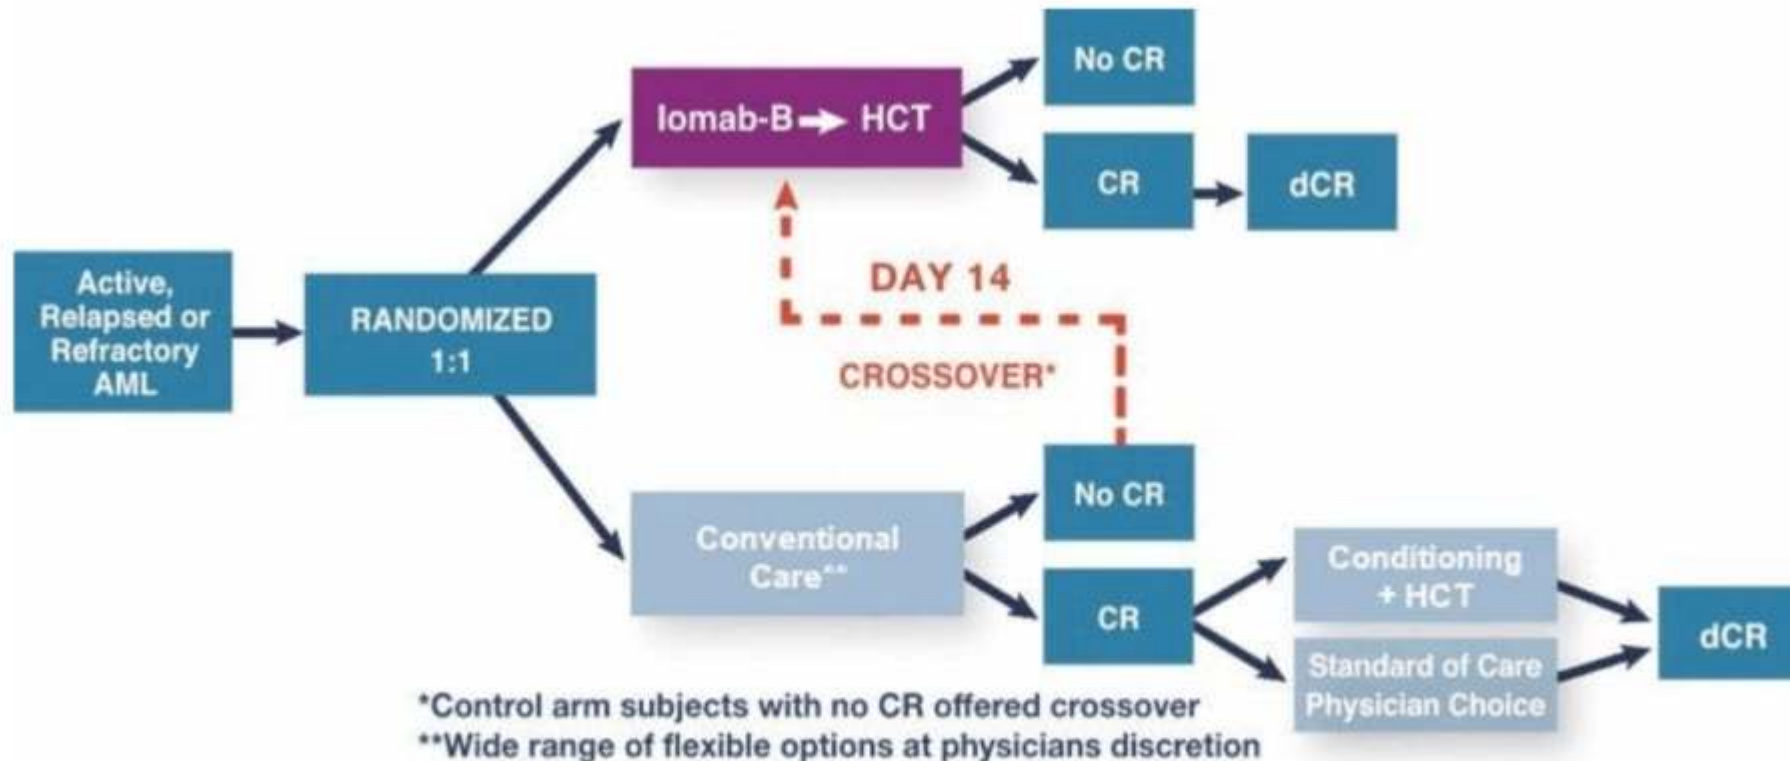 No CR
Iomab-B HCT
CR
dCR
DAY 14
CROSSOVER*
Active,
Relapsed or
Refractory
AML
RANDOMIZED
1:1
No CR
Conventional
Care**
CR
Conditioning
+ HCT
Standard of Care
Physician Choice
dCR
*Control arm subjects with no CR offered crossover
**Wide range of flexible options at physicians discretion